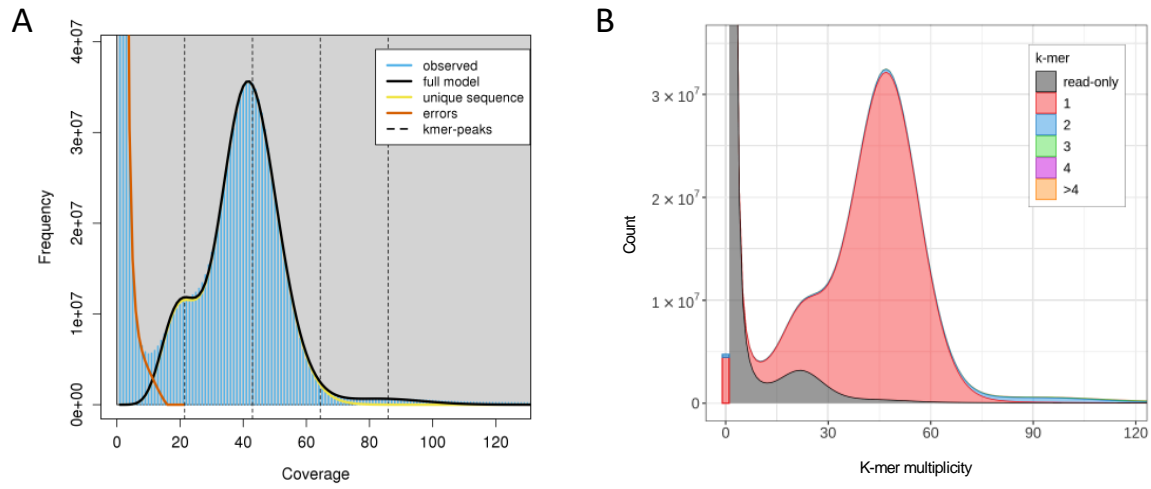 A
Frequency
0e+00
1e+07
2e+07
3e+07
4e+07
observed
full model
unique sequence
errors
kmer-peaks
0 20 40 60 80 100 120
Coverage
B
Count
3 × 10⁷
2 × 10⁷
1 × 10⁷
0
k-mer
read-only
1
2
3
4
>4
0 30 60 90 120
K-mer multiplicity